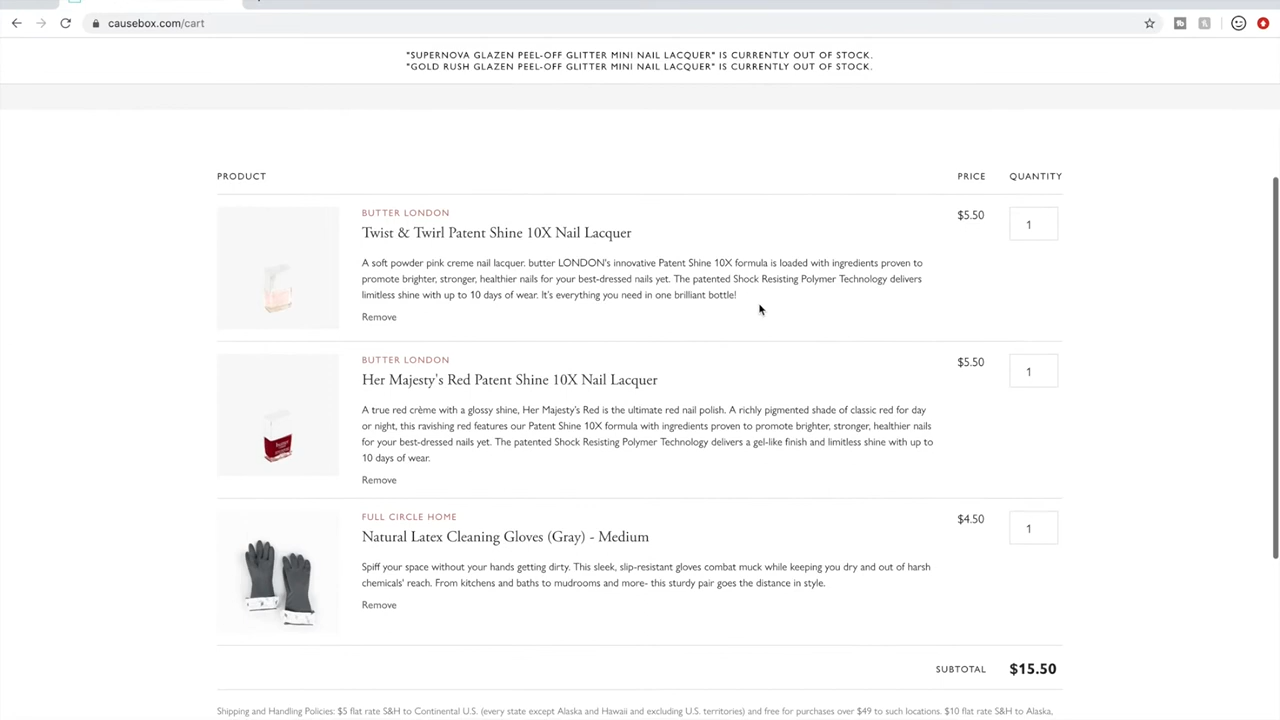 causebox.com/cart
"SUPERNOVA GLAZEN PEEL-OFF GLITTER MINI NAIL LACQUER" IS CURRENTLY OUT OF STOCK.
"GOLD RUSH GLAZEN PEEL-OFF GLITTER MINI NAIL LACQUER" IS CURRENTLY OUT OF STOCK.
PRODUCT PRICE QUANTITY
BUTTER LONDON
Twist & Twirl Patent Shine 10X Nail Lacquer $5.50 1
A soft powder pink creme nail lacquer. butter LONDON's innovative Patent Shine 10X formula is loaded with ingredients proven to
promote brighter, stronger, healthier nails for your best-dressed nails yet. The patented Shock Resisting Polymer Technology delivers
limitless shine with up to 10 days of wear. It's everything you need in one brilliant bottle!
Remove
BUTTER LONDON
Her Majesty's Red Patent Shine 10X Nail Lacquer $5.50 1
A true red crème with a glossy shine, Her Majesty's Red is the ultimate red nail polish. A richly pigmented shade of classic red for day
or night, this ravishing red features our Patent Shine 10X formula with ingredients proven to promote brighter, stronger, healthier nails
for your best-dressed nails yet. The patented Shock Resisting Polymer Technology delivers a gel-like finish and limitless shine with up to
10 days of wear.
Remove
FULL CIRCLE HOME
Natural Latex Cleaning Gloves (Gray) - Medium $4.50 1
Spiff your space without your hands getting dirty. This sleek, slip-resistant gloves combat muck while keeping you dry and out of harsh
chemicals' reach. From kitchens and baths to mudrooms and more- this sturdy pair goes the distance in style.
Remove
SUBTOTAL $15.50
Shipping and Handling Policies: $5 flat rate S&H to Continental U.S. (every state except Alaska and Hawaii and excluding U.S. territories) and free for purchases over $49 to such locations. $10 flat rate S&H to Alaska,